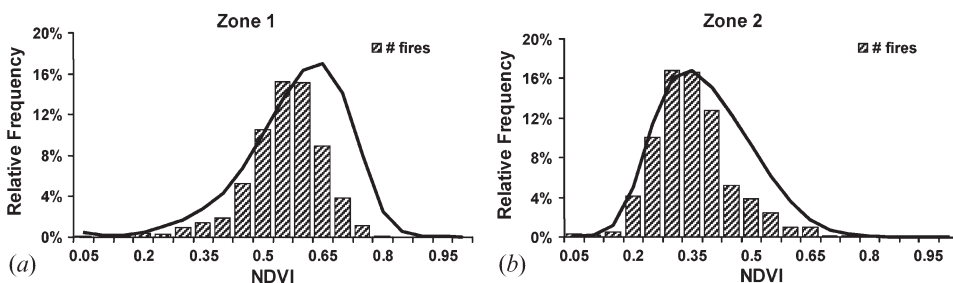 Zone 1
20%
16%
12%
8%
4%
0%
Relative Frequency
# fires
0.05 0.2 0.35 0.5 0.65 0.8 0.95
NDVI
(a)
Zone 2
20%
16%
12%
8%
4%
0%
Relative Frequency
# fires
0.05 0.2 0.35 0.5 0.65 0.8 0.95
NDVI
(b)